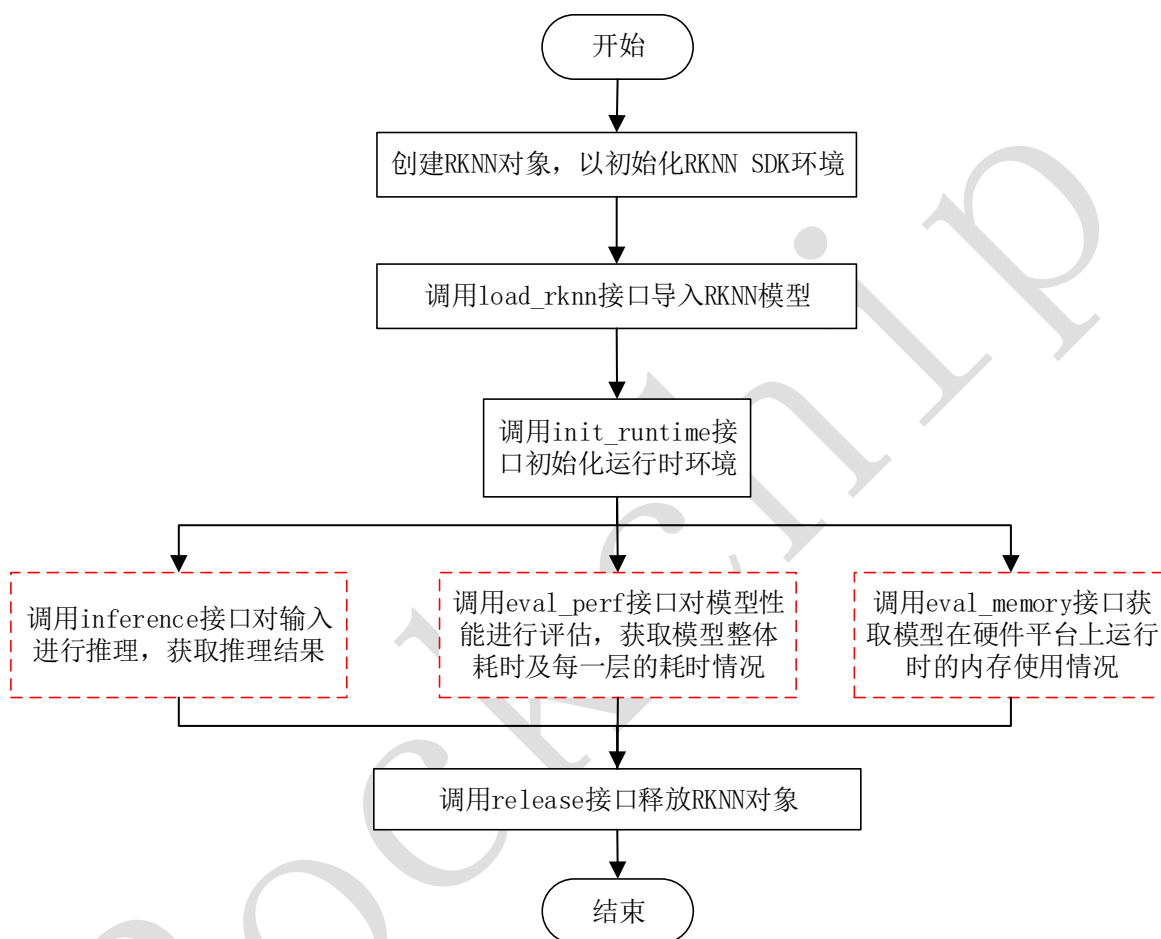 开始
创建RKNN对象，以初始化RKNN SDK环境
调用load_rknn接口导入RKNN模型
调用init_runtime接
口初始化运行时环境
调用inference接口对输入
进行推理，获取推理结果
调用eval_perf接口对模型性
能进行评估，获取模型整体
耗时及每一层的耗时情况
调用eval_memory接口获
取模型在硬件平台上运行
时的内存使用情况
调用release接口释放RKNN对象
结束
ockchip